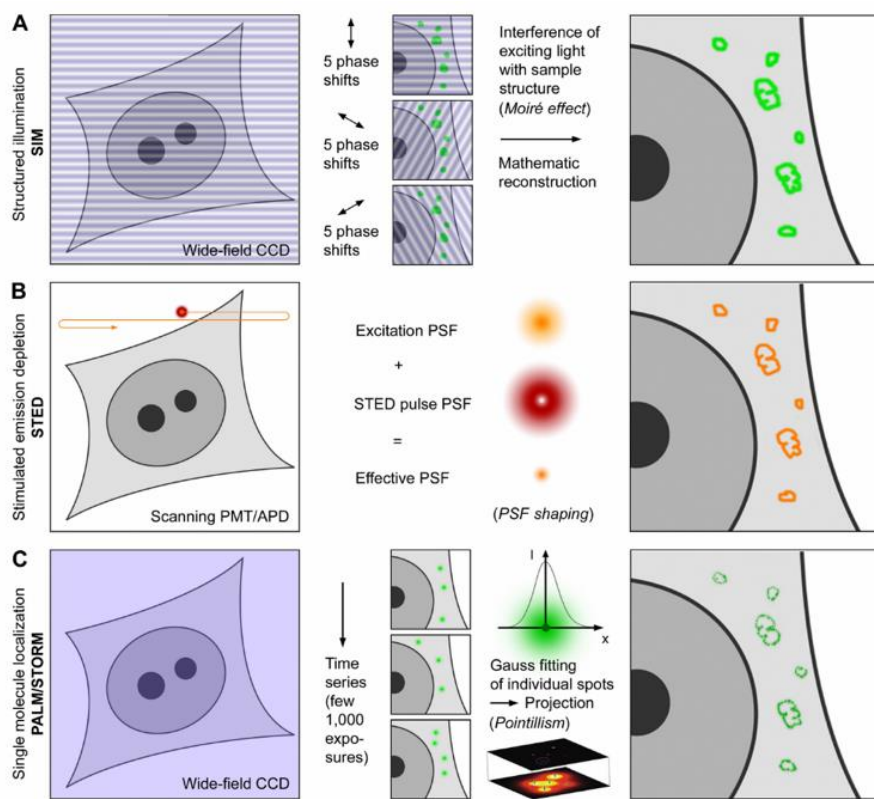 A
Structured illumination
SIM
Wide-field CCD
5 phase
shifts
5 phase
shifts
5 phase
shifts
Interference of
exciting light
with sample
structure
(Moiré effect)
Mathematic
reconstruction
B
Stimulated emission depletion
STED
Scanning PMT/APD
Excitation PSF
+
STED pulse PSF
=
Effective PSF
(PSF shaping)
C
Single molecule localization
PALM/STORM
Wide-field CCD
Time
series
(few
1,000
expo-
sures)
I
x
Gauss fitting
of individual spots
Projection
(Pointillism)